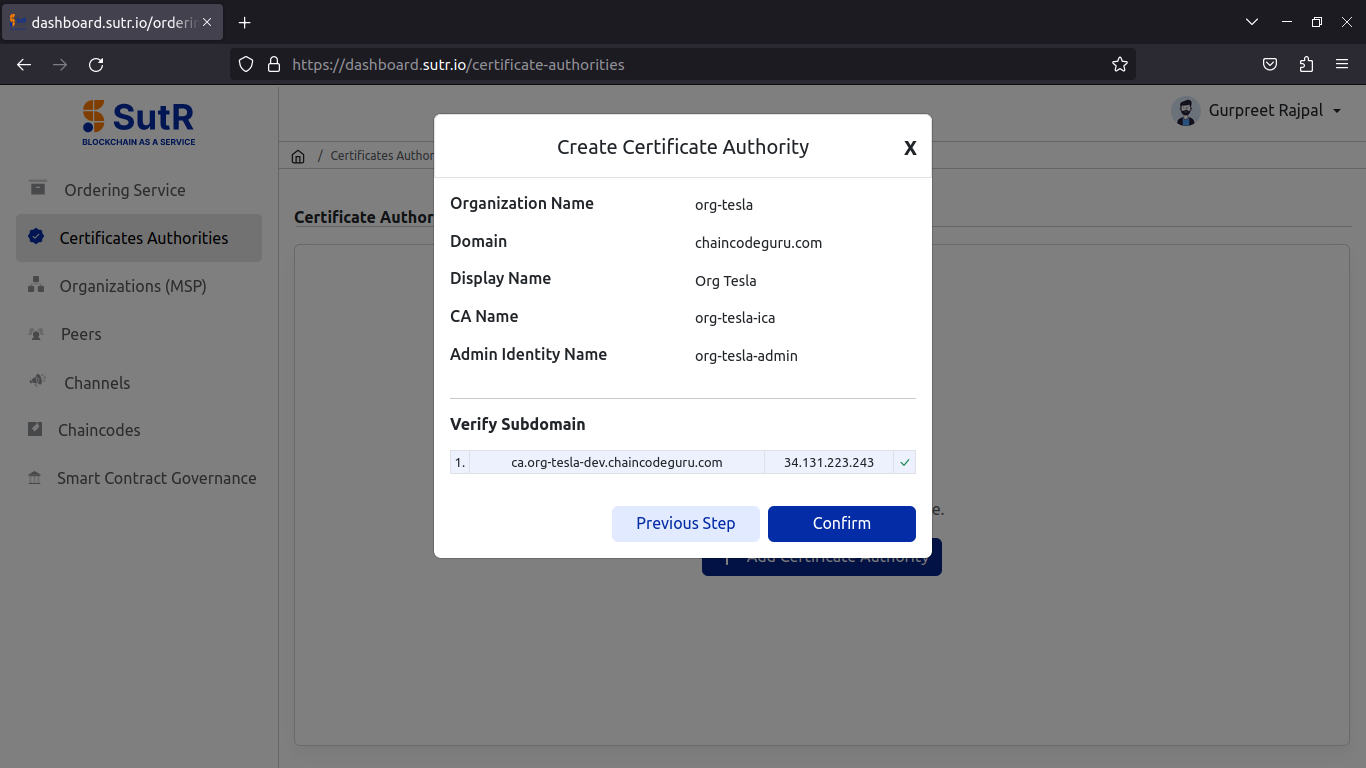 dashboard.sutr.io/orderin
https://dashboard.sutr.io/certificate-authorities
SutR
BLOCKCHAIN AS A SERVICE
Gurpreet Rajpal
/ Certificates Author
Ordering Service
Certificates Authorities
Organizations (MSP)
Peers
Channels
Chaincodes
Smart Contract Governance
Certificate Author
Create Certificate Authority
X
Organization Name org-tesla
Domain chaincodeguru.com
Display Name Org Tesla
CA Name org-tesla-ica
Admin Identity Name org-tesla-admin
Verify Subdomain
1. ca.org-tesla-dev.chaincodeguru.com 34.131.223.243
Previous Step Confirm
e.
Add Certificate Authority